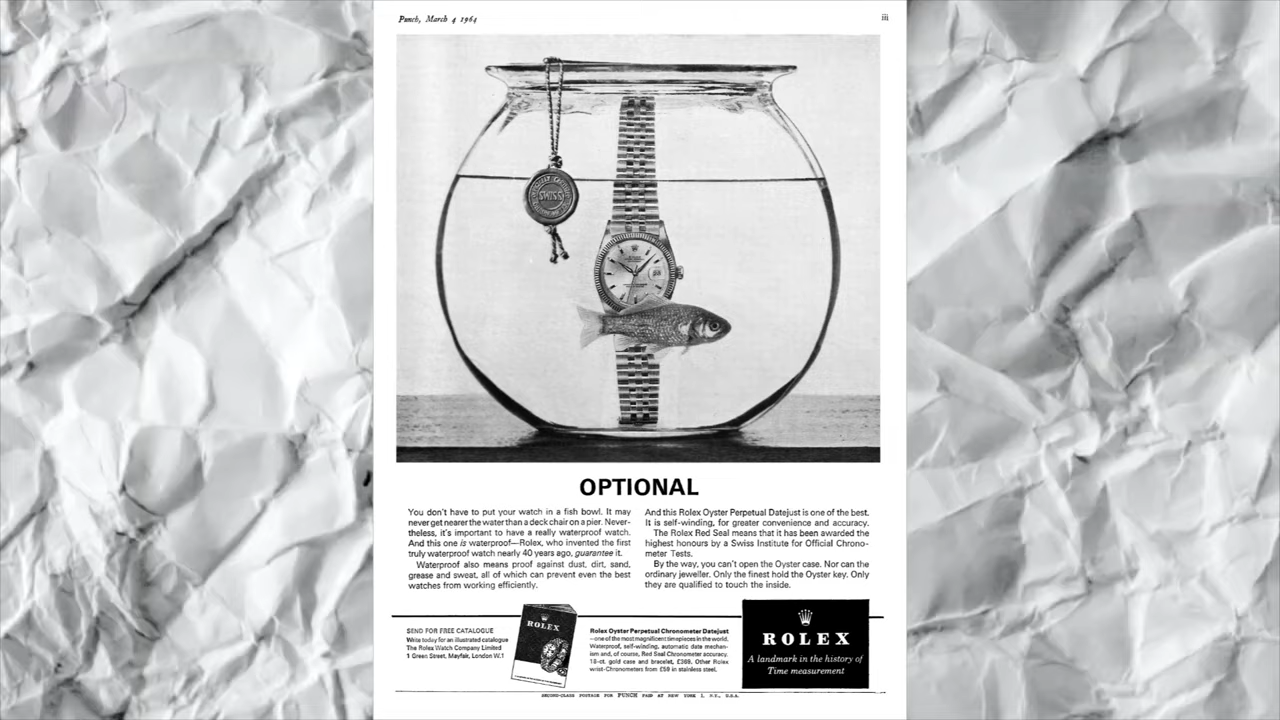 Punch, March 4 1964
iii
SWISS
OPTIONAL
You don't have to put your watch in a fish bowl. It may
never get nearer the water than a deck chair on a pier. Never-
theless, it's important to have a really waterproof watch.
And this one is waterproof—Rolex, who invented the first
truly waterproof watch nearly 40 years ago, guarantee it.
Waterproof also means proof against dust, dirt, sand,
grease and sweat, all of which can prevent even the best
watches from working efficiently.
And this Rolex Oyster Perpetual Datejust is one of the best.
It is self-winding, for greater convenience and accuracy.
The Rolex Red Seal means that it has been awarded the
highest honours by a Swiss Institute for Official Chrono-
meter Tests.
By the way, you can't open the Oyster case. Nor can the
ordinary jeweller. Only the finest hold the Oyster key. Only
they are qualified to touch the inside.
SEND FOR FREE CATALOGUE
Write today for an illustrated catalogue
The Rolex Watch Company Limited
1 Green Street, Mayfair, London W.1
ROLEX
Rolex Oyster Perpetual Chronometer Datejust
—one of the most magnificent timepieces in the world.
Waterproof, self-winding, automatic date mechan-
ism and, of course, Red Seal Chronometer accuracy.
18-ct. gold case and bracelet, £369. Other Rolex
wrist-Chronometers from £59 in stainless steel.
ROLEX
A landmark in the history of
Time measurement
SECOND-CLASS POSTAGE FOR PUNCH PAID AT NEW YORK 1, N.Y., U.S.A.